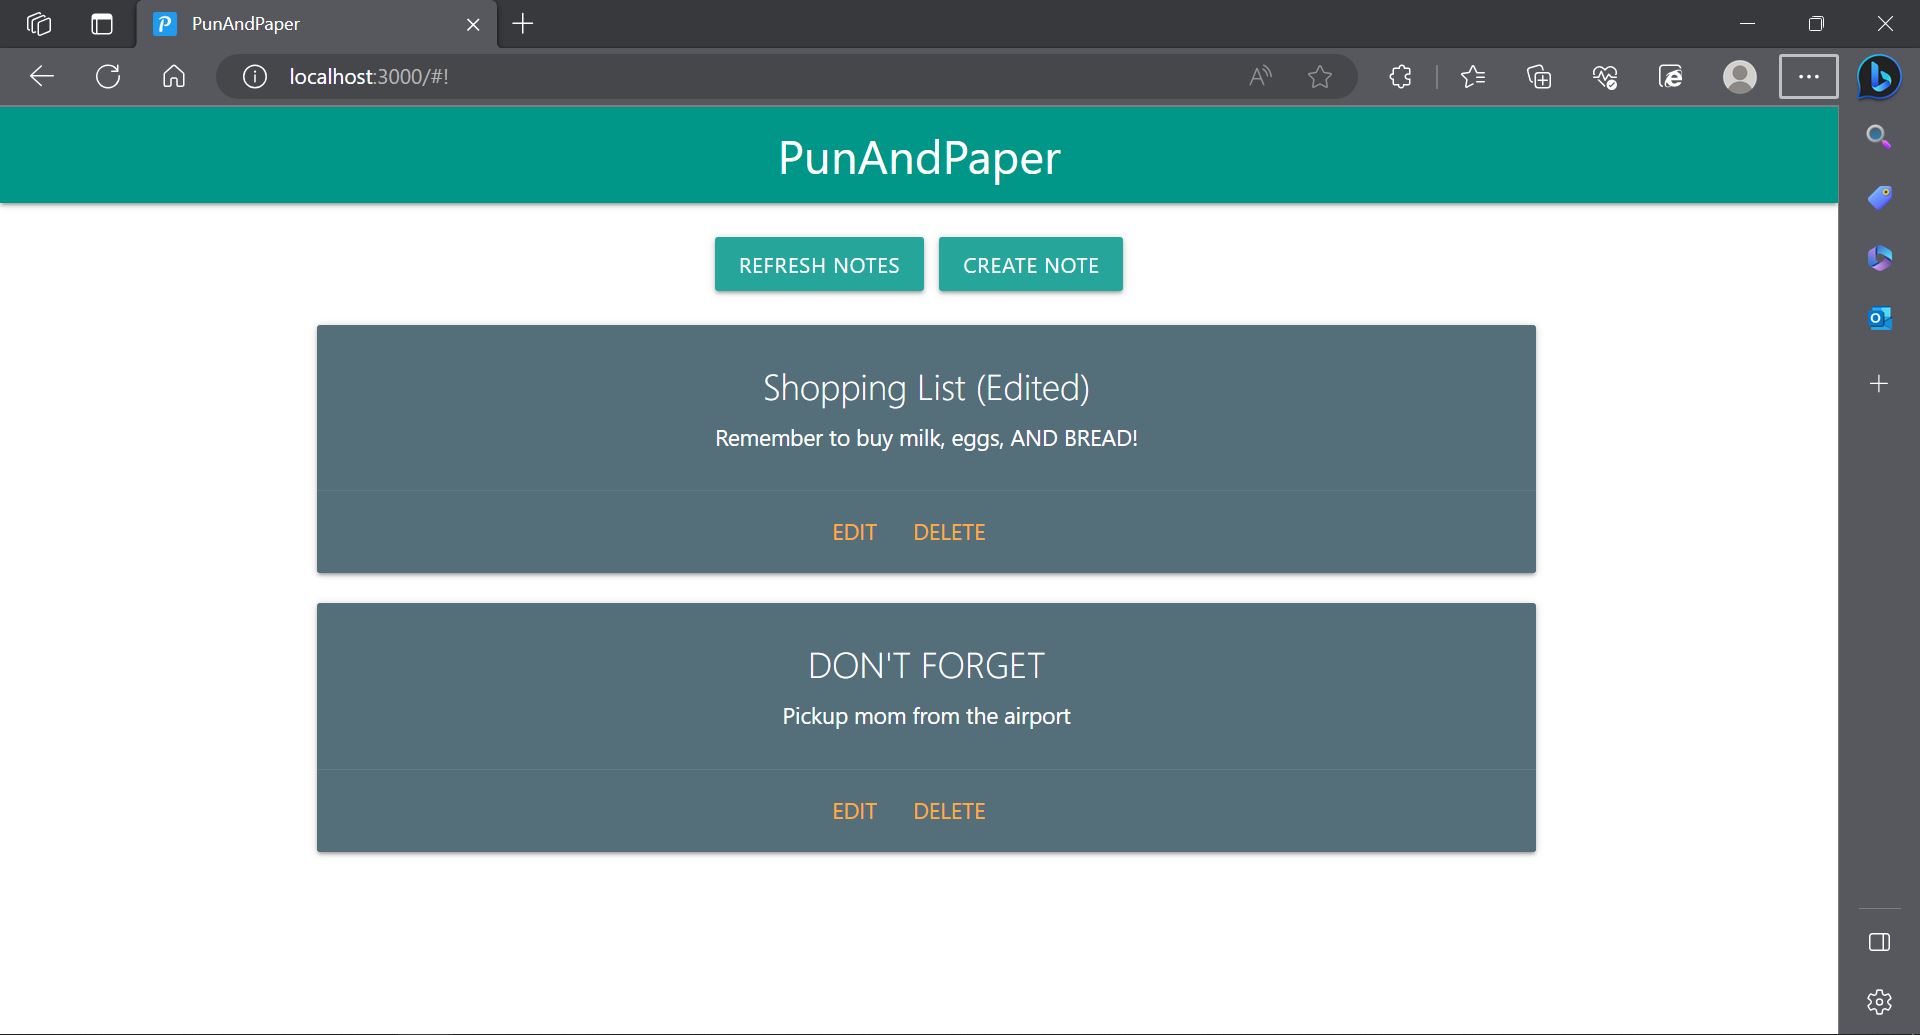 PunAndPaper
localhost:3000/#!
PunAndPaper
REFRESH NOTES CREATE NOTE
Shopping List (Edited)
Remember to buy milk, eggs, AND BREAD!
EDIT DELETE
DON'T FORGET
Pickup mom from the airport
EDIT DELETE